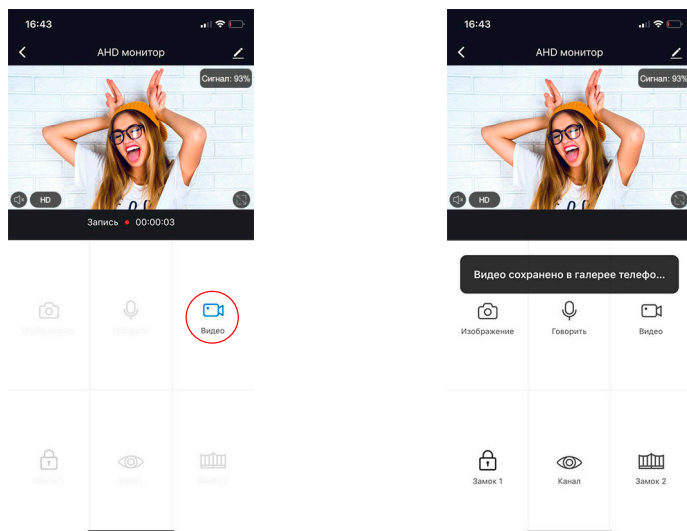 16:43
AHD монитор
Сигнал: 93%
HD
Запись • 00:00:03
Видео
16:43
AHD монитор
Сигнал: 93%
HD
Видео сохранено в галерее телефо...
Изображение
Говорить
Видео
Замок 1
Канал
Замок 2